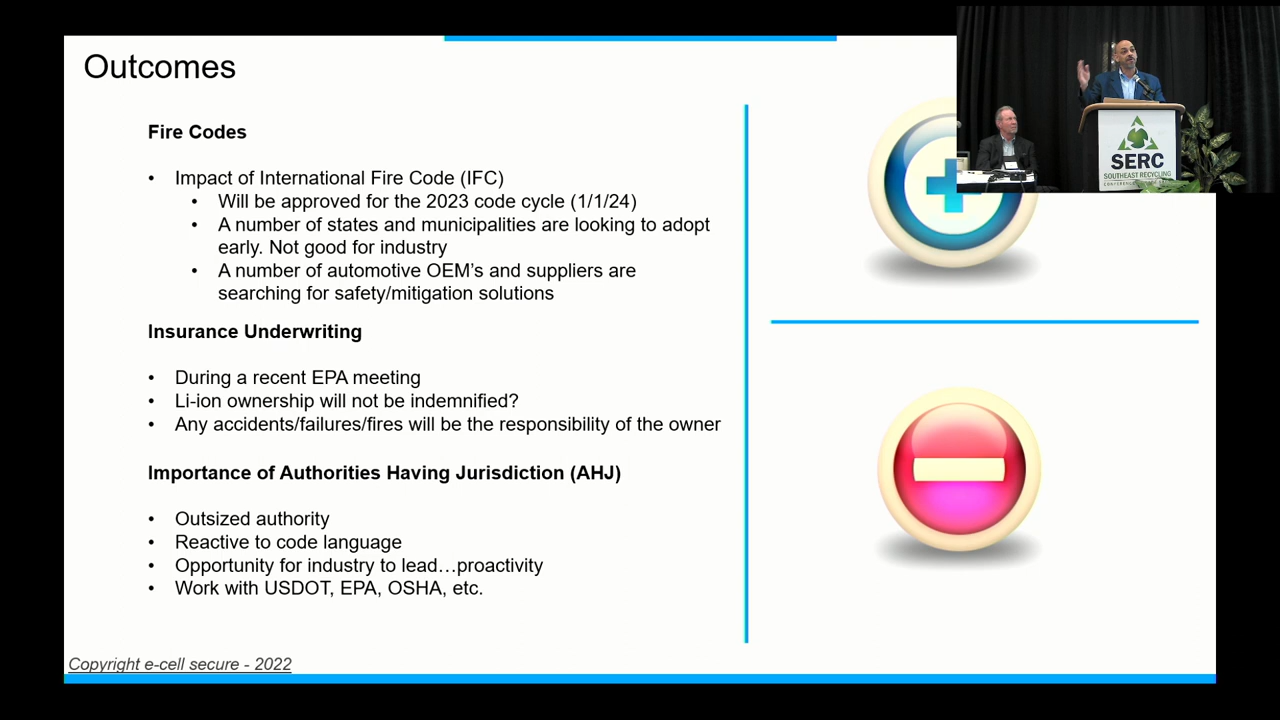 Outcomes
Fire Codes
• Impact of International Fire Code (IFC)
• Will be approved for the 2023 code cycle (1/1/24)
• A number of states and municipalities are looking to adopt
early. Not good for industry
• A number of automotive OEM's and suppliers are
searching for safety/mitigation solutions
Insurance Underwriting
• During a recent EPA meeting
• Li-ion ownership will not be indemnified?
• Any accidents/failures/fires will be the responsibility of the owner
Importance of Authorities Having Jurisdiction (AHJ)
• Outsized authority
• Reactive to code language
• Opportunity for industry to lead…proactivity
• Work with USDOT, EPA, OSHA, etc.
Copyright e-cell secure - 2022
SERC
SOUTHEAST RECYCLING